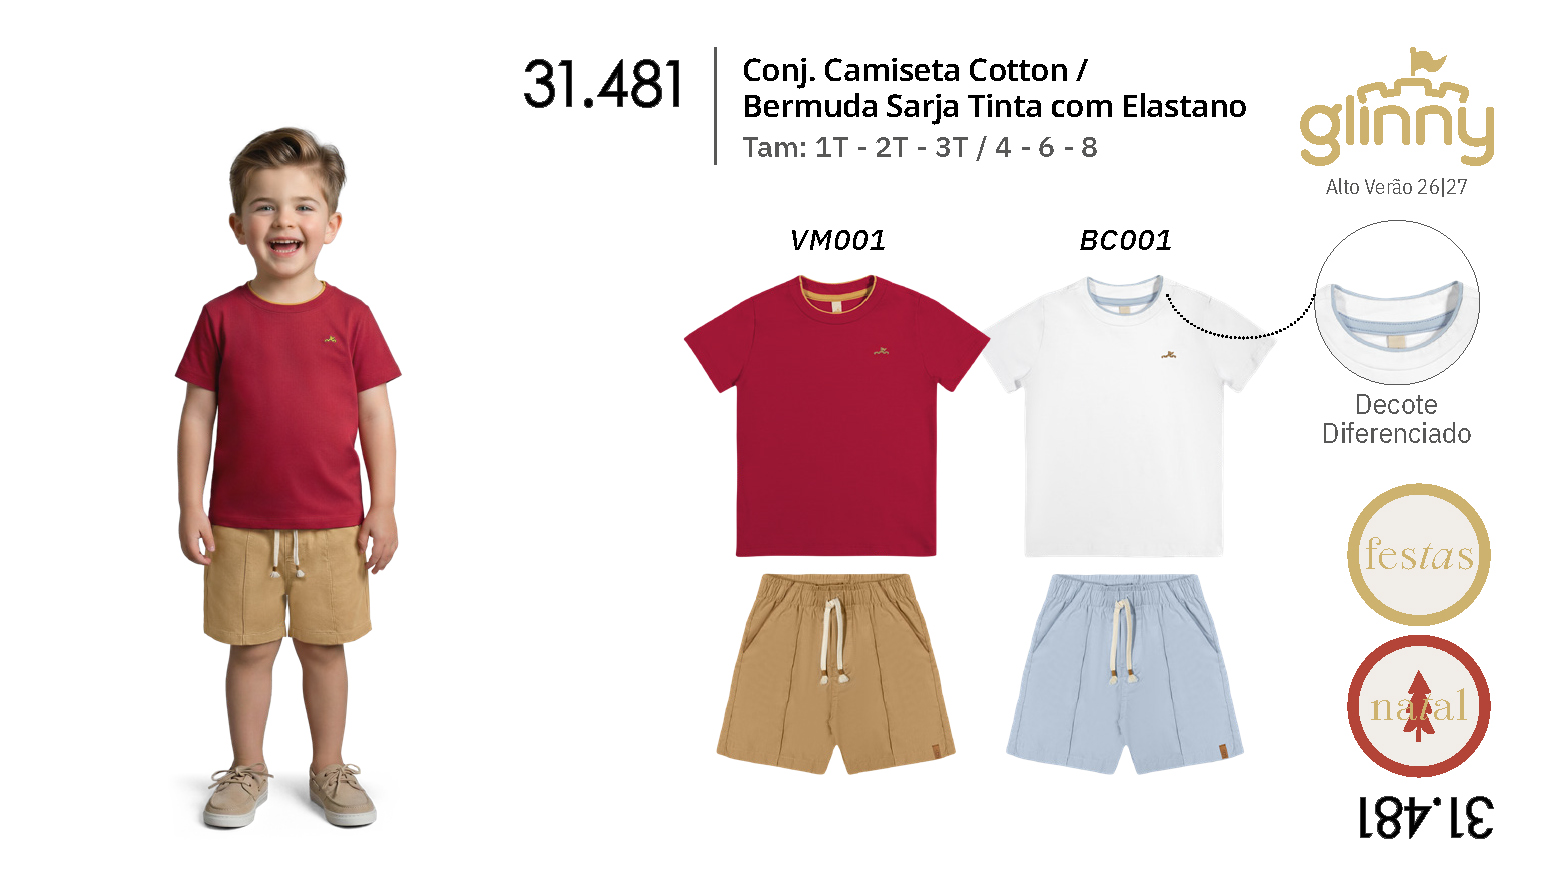 31.481
Conj. Camiseta Cotton /
Bermuda Sarja Tinta com Elastano
Tam: 1T - 2T - 3T / 4 - 6 - 8
glinny
Alto Verão 26|27
VM001
BC001
Decote
Diferenciado
festas
natal
31.481